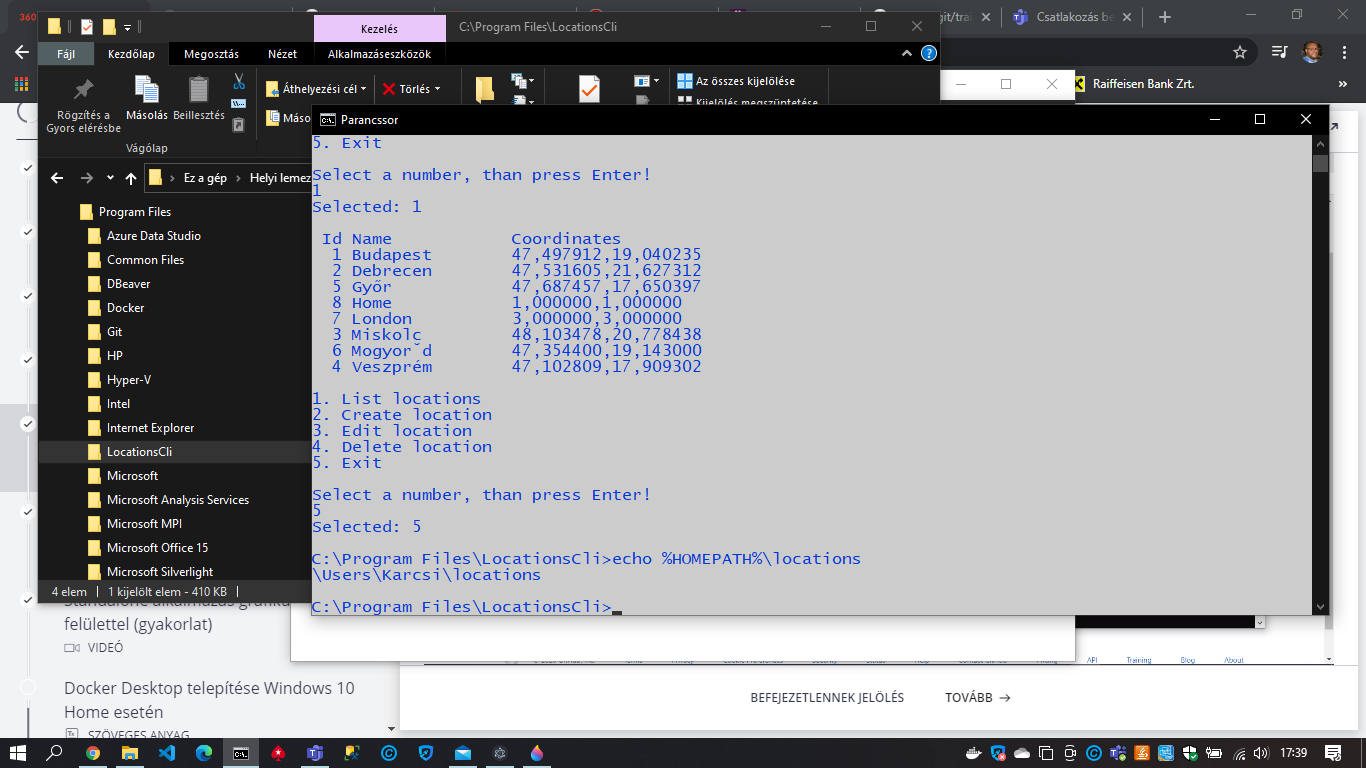 360
git/trai
Csatlakozás be
Kezelés
C:\Program Files\LocationsCli
Fájl
Kezdőlap
Megosztás
Nézet
Alkalmazáseszközök
Raiffeisen Bank Zrt.
Rögzítés a Gyors elérésbe
Másolás
Beillesztés
Áthelyezési cél
Törlés
Az összes kijelölése
Kijelölés megszüntetése
Vágólap
Ez a gép
Helyi lemez
Program Files
Azure Data Studio
Common Files
DBeaver
Docker
Git
HP
Hyper-V
Intel
Internet Explorer
LocationsCli
Microsoft
Microsoft Analysis Services
Microsoft MPI
Microsoft Office 15
Microsoft Silverlight
4 elem
1 kijelölt elem - 410 KB
Parancssor
5. Exit
Select a number, than press Enter!
1
Selected: 1
Id Name Coordinates
1 Budapest 47,497912,19,040235
2 Debrecen 47,531605,21,627312
5 Győr 47,687457,17,650397
8 Home 1,000000,1,000000
7 London 3,000000,3,000000
3 Miskolc 48,103478,20,778438
6 Mogyor˘d 47,354400,19,143000
4 Veszprém 47,102809,17,909302
1. List locations
2. Create location
3. Edit location
4. Delete location
5. Exit
Select a number, than press Enter!
5
Selected: 5
C:\Program Files\LocationsCli>echo %HOMEPATH%\locations
\Users\Karcsi\locations
C:\Program Files\LocationsCli>
felülettel (gyakorlat)
VIDEÓ
Docker Desktop telepítése Windows 10
Home esetén
SZÖVEGES ANYAG
API
Training
Blog
About
BEFEJEZETLENNEK JELÖLÉS
TOVÁBB
17:39